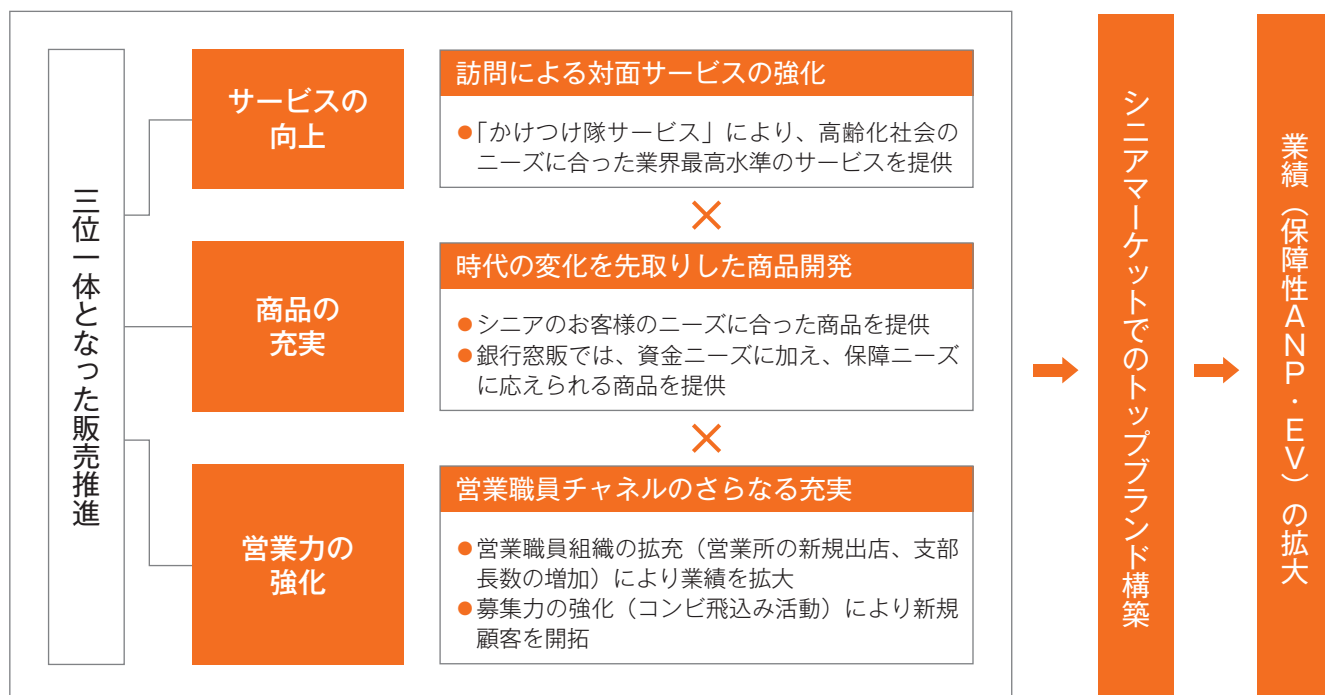 三位一体となった販売推進
サービスの
向上
訪問による対面サービスの強化
●「かけつけ隊サービス」により、高齢化社会の
ニーズに合った業界最高水準のサービスを提供
×
商品の
充実
時代の変化を先取りした商品開発
●シニアのお客様のニーズに合った商品を提供
●銀行窓販では、資金ニーズに加え、保障ニーズ
に応えられる商品を提供
×
営業力の
強化
営業職員チャネルのさらなる充実
●営業職員組織の拡充（営業所の新規出店、支部
長数の増加）により業績を拡大
●募集力の強化（コンビ飛込み活動）により新規
顧客を開拓
シニアマーケットでのトップブランド構築
業績（保障性ＡＮＰ・ＥＶ）の拡大